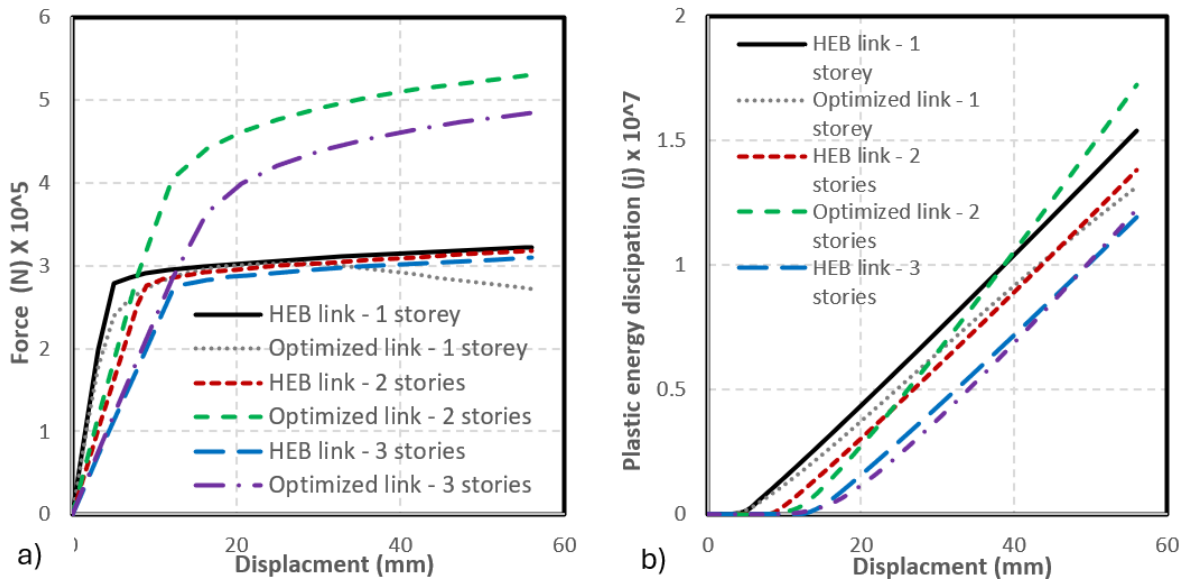 6
5
4
3
2
1
0
Force (N) X 10^5
HEB link - 1 storey
Optimized link - 1 storey
HEB link - 2 stories
Optimized link - 2 stories
HEB link - 3 stories
Optimized link - 3 stories
20
40
60
Displacment (mm)
a)
2
1.5
1
0.5
0
Plastic energy discipation (j) x 10^7
HEB link - 1
storey
Optimized link - 1
storey
HEB link - 2
stories
Optimized link - 2
stories
HEB link - 3
stories
0
20
40
60
Displacment (mm)
b)